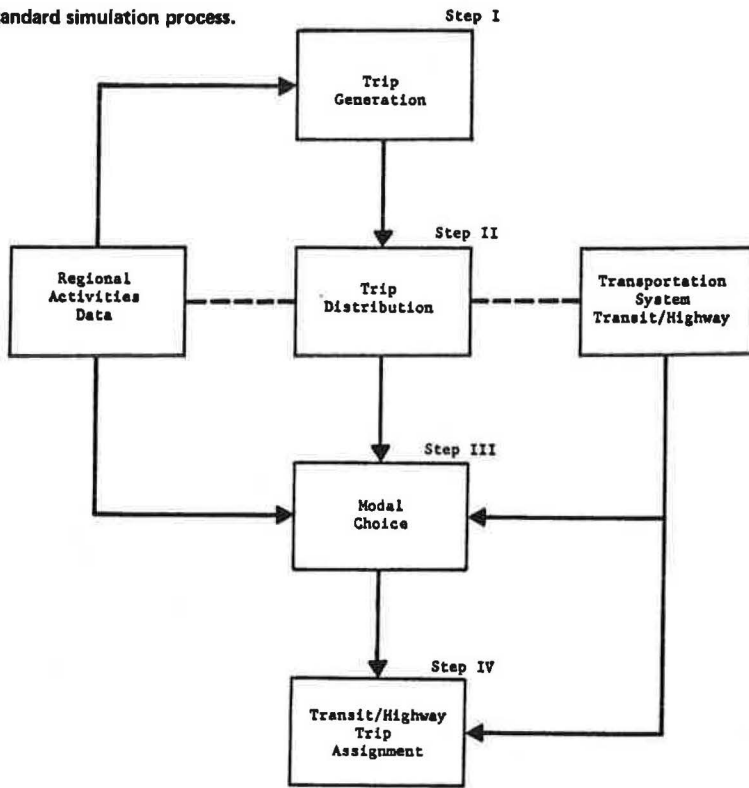 andard simulation process.
Step I
Trip
Generation
Step II
Regional
Activities
Data
Trip
Distribution
Transportation
System
Transit/Highway
Step III
Modal
Choice
Step IV
Transit/Highway
Trip
Assignment